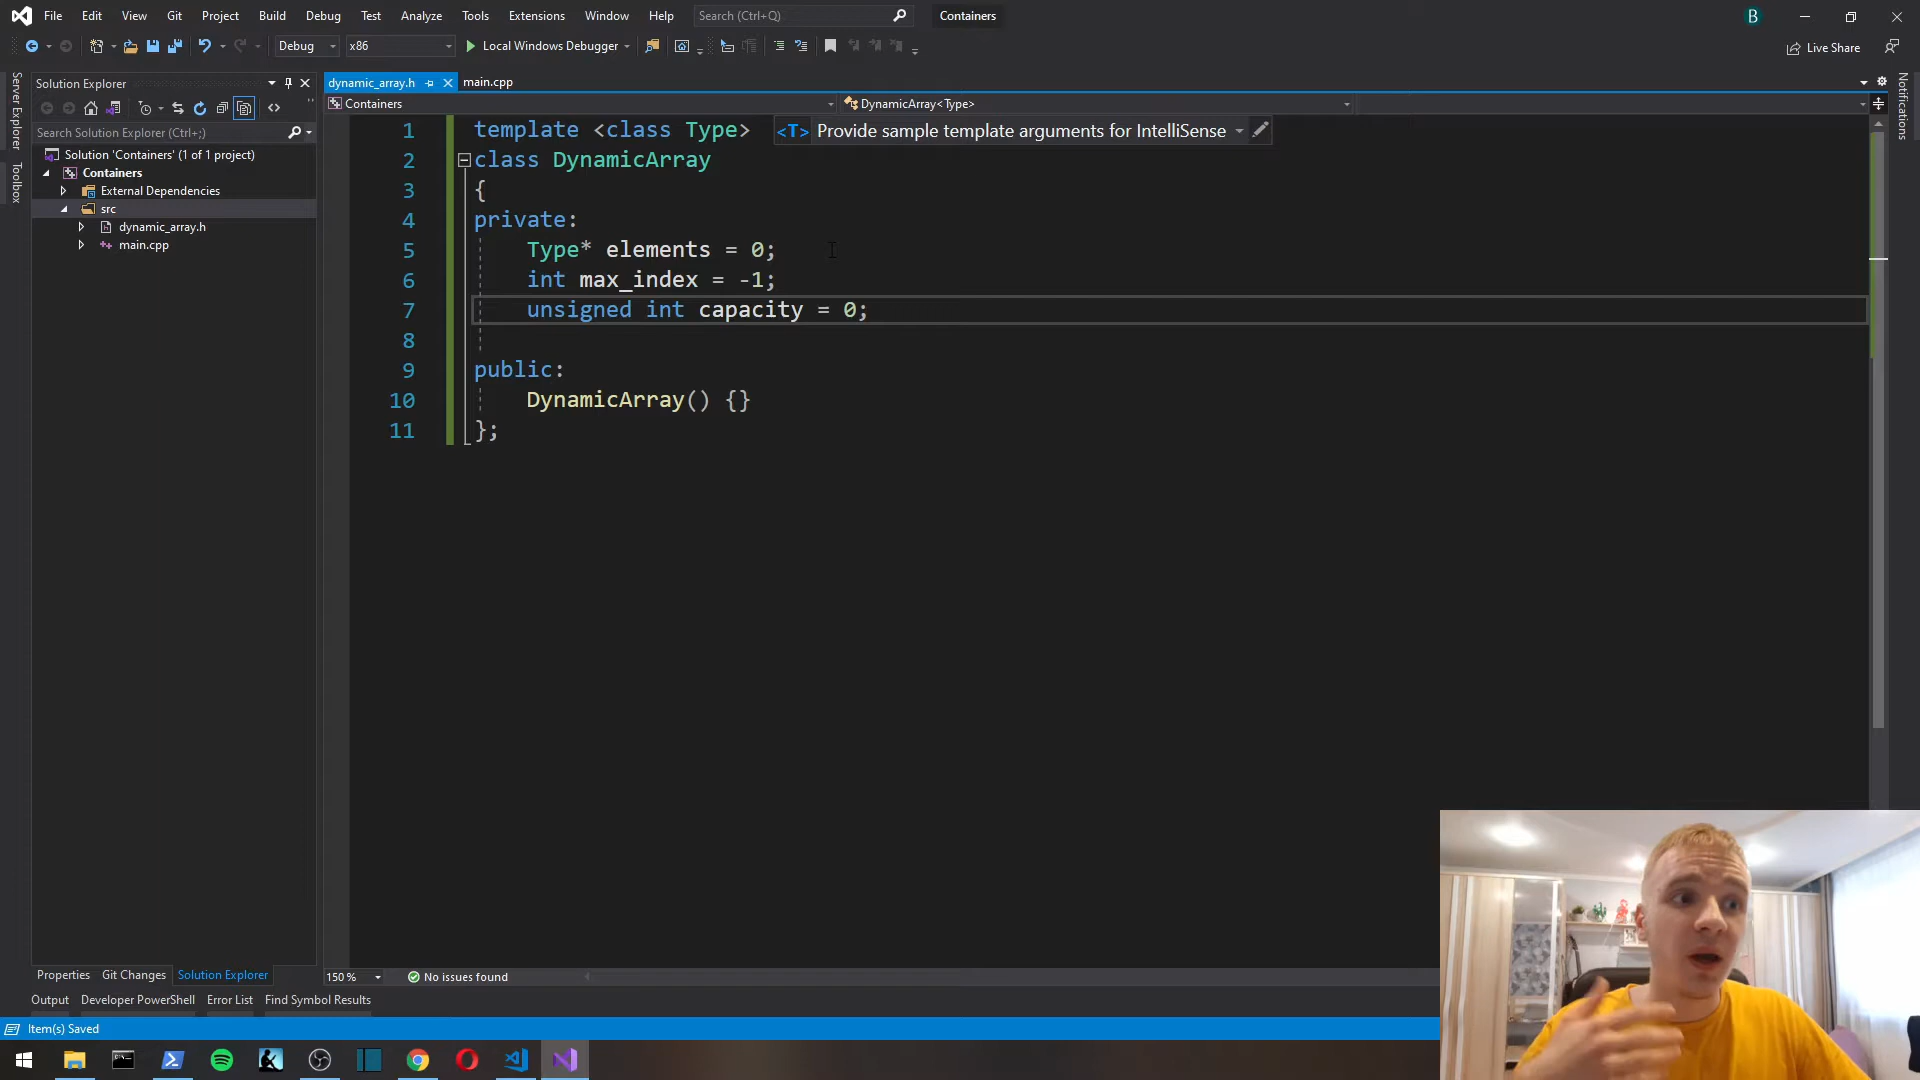 File Edit View Git Project Build Debug Test Analyze Tools Extensions Window Help Search (Ctrl+Q) Containers B
Debug x86 Local Windows Debugger Live Share
Server Explorer
Toolbox
Notifications
Solution Explorer
Search Solution Explorer (Ctrl+;)
Solution 'Containers' (1 of 1 project)
Containers
External Dependencies
src
dynamic_array.h
main.cpp
dynamic_array.h main.cpp
Containers DynamicArray<Type>
1 template <class Type> <T> Provide sample template arguments for IntelliSense
2 class DynamicArray
3 {
4 private:
5 Type* elements = 0;
6 int max_index = -1;
7 unsigned int capacity = 0;
8
9 public:
10 DynamicArray() {}
11 };
150 % No issues found
Properties Git Changes Solution Explorer
Output Developer PowerShell Error List Find Symbol Results
Item(s) Saved